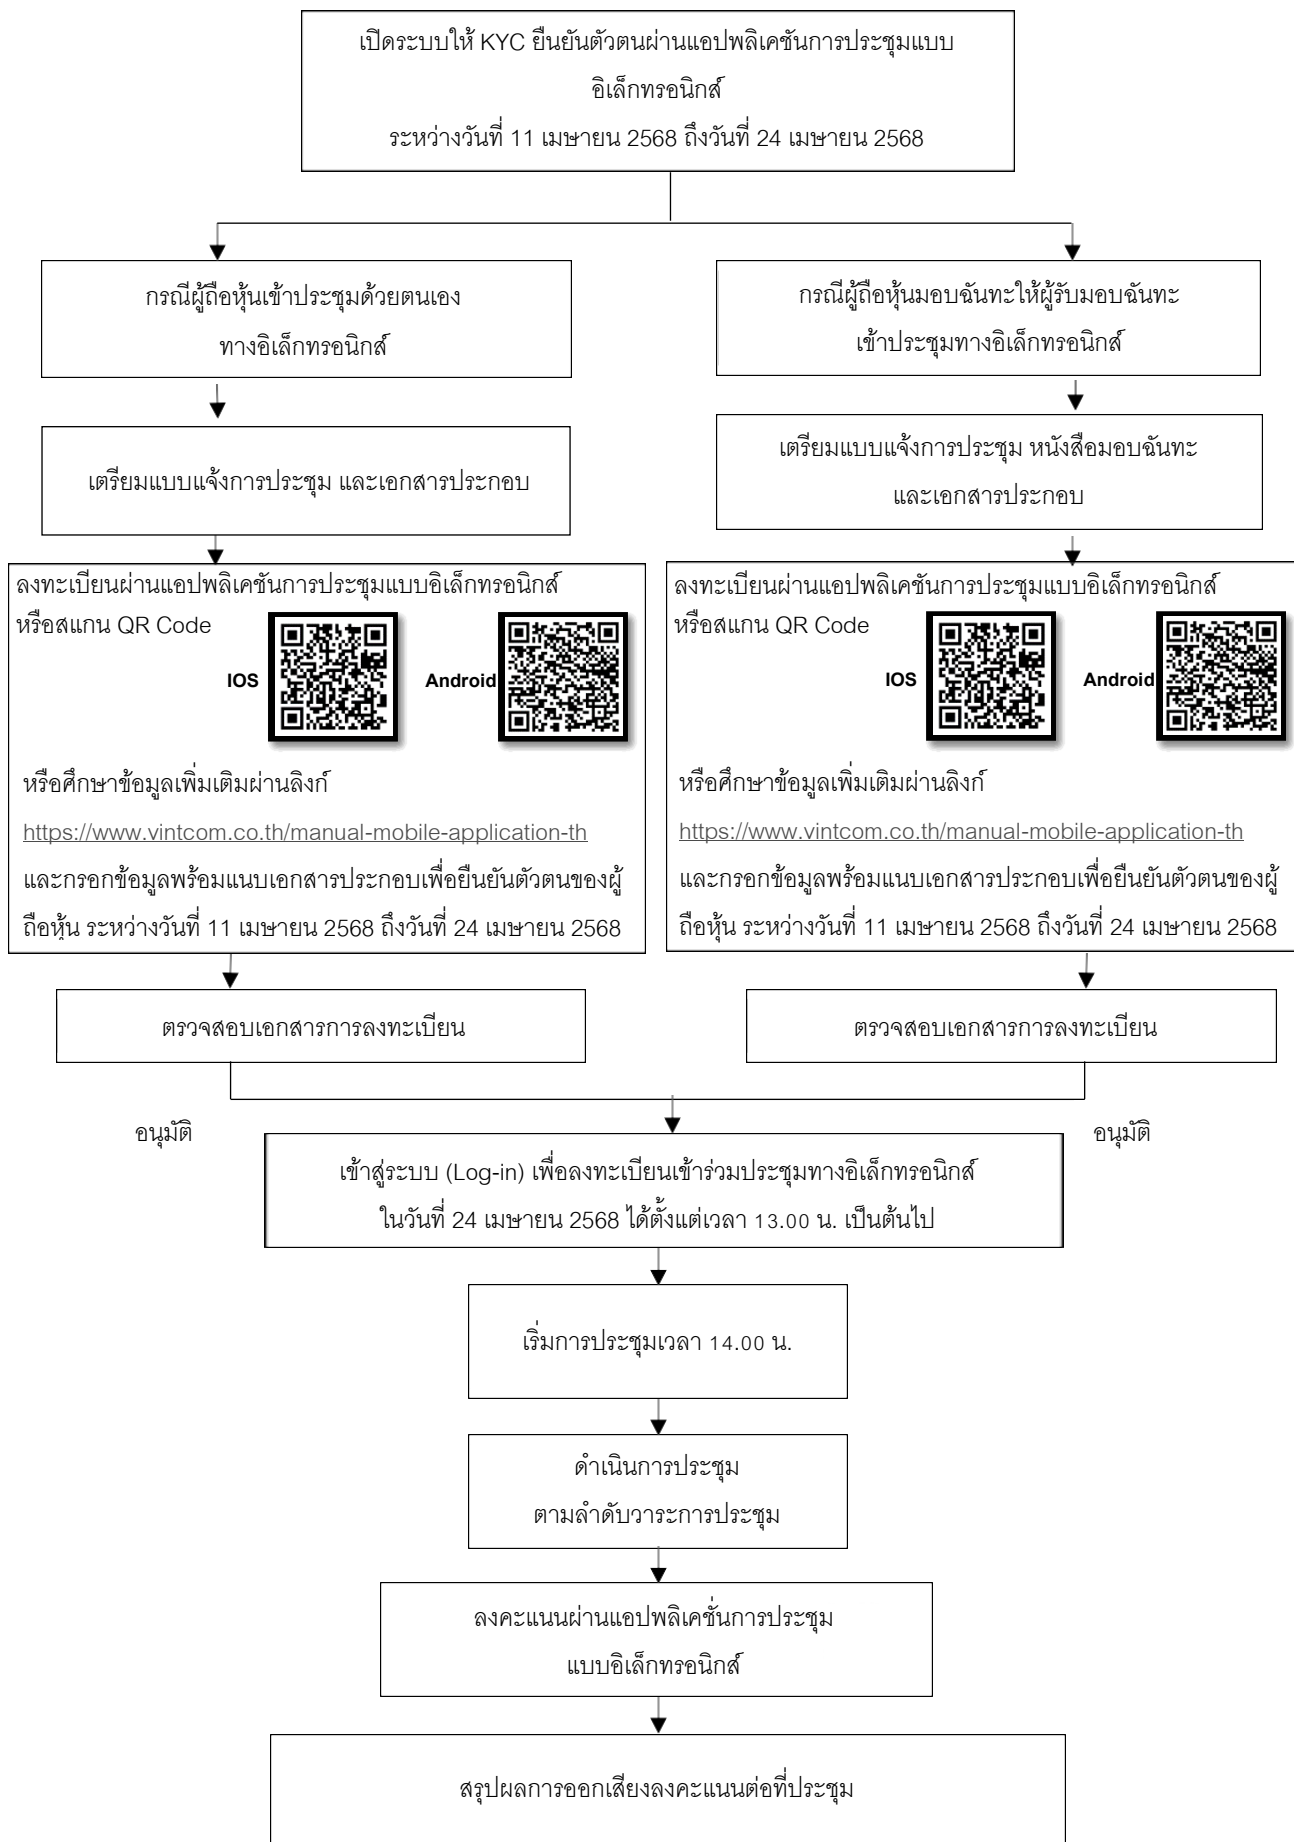 เปิดระบบให้ KYC ยืนยันตัวตนผ่านแอปพลิเคชันการประชุมแบบ
อิเล็กทรอนิกส์
ระหว่างวันที่ 11 เมษายน 2568 ถึงวันที่ 24 เมษายน 2568
กรณีผู้ถือหุ้นเข้าประชุมด้วยตนเอง
ทางอิเล็กทรอนิกส์
กรณีผู้ถือหุ้นมอบฉันทะให้ผู้รับมอบฉันทะ
เข้าประชุมทางอิเล็กทรอนิกส์
เตรียมแบบแจ้งการประชุม และเอกสารประกอบ
เตรียมแบบแจ้งการประชุม หนังสือมอบฉันทะ
และเอกสารประกอบ
ลงทะเบียนผ่านแอปพลิเคชันการประชุมแบบอิเล็กทรอนิกส์
หรือสแกน QR Code
IOS
Android
หรือศึกษาข้อมูลเพิ่มเติมผ่านลิงก์
https://www.vintcom.co.th/manual-mobile-application-th
และกรอกข้อมูลพร้อมแนบเอกสารประกอบเพื่อยืนยันตัวตนของผู้
ถือหุ้น ระหว่างวันที่ 11 เมษายน 2568 ถึงวันที่ 24 เมษายน 2568
ลงทะเบียนผ่านแอปพลิเคชันการประชุมแบบอิเล็กทรอนิกส์
หรือสแกน QR Code
IOS
Android
หรือศึกษาข้อมูลเพิ่มเติมผ่านลิงก์
https://www.vintcom.co.th/manual-mobile-application-th
และกรอกข้อมูลพร้อมแนบเอกสารประกอบเพื่อยืนยันตัวตนของผู้
ถือหุ้น ระหว่างวันที่ 11 เมษายน 2568 ถึงวันที่ 24 เมษายน 2568
ตรวจสอบเอกสารการลงทะเบียน
ตรวจสอบเอกสารการลงทะเบียน
อนุมัติ
อนุมัติ
เข้าสู่ระบบ (Log-in) เพื่อลงทะเบียนเข้าร่วมประชุมทางอิเล็กทรอนิกส์
ในวันที่ 24 เมษายน 2568 ได้ตั้งแต่เวลา 13.00 น. เป็นต้นไป
เริ่มการประชุมเวลา 14.00 น.
ดำเนินการประชุม
ตามลำดับวาระการประชุม
ลงคะแนนผ่านแอปพลิเคชั่นการประชุม
แบบอิเล็กทรอนิกส์
สรุปผลการออกเสียงลงคะแนนต่อที่ประชุม